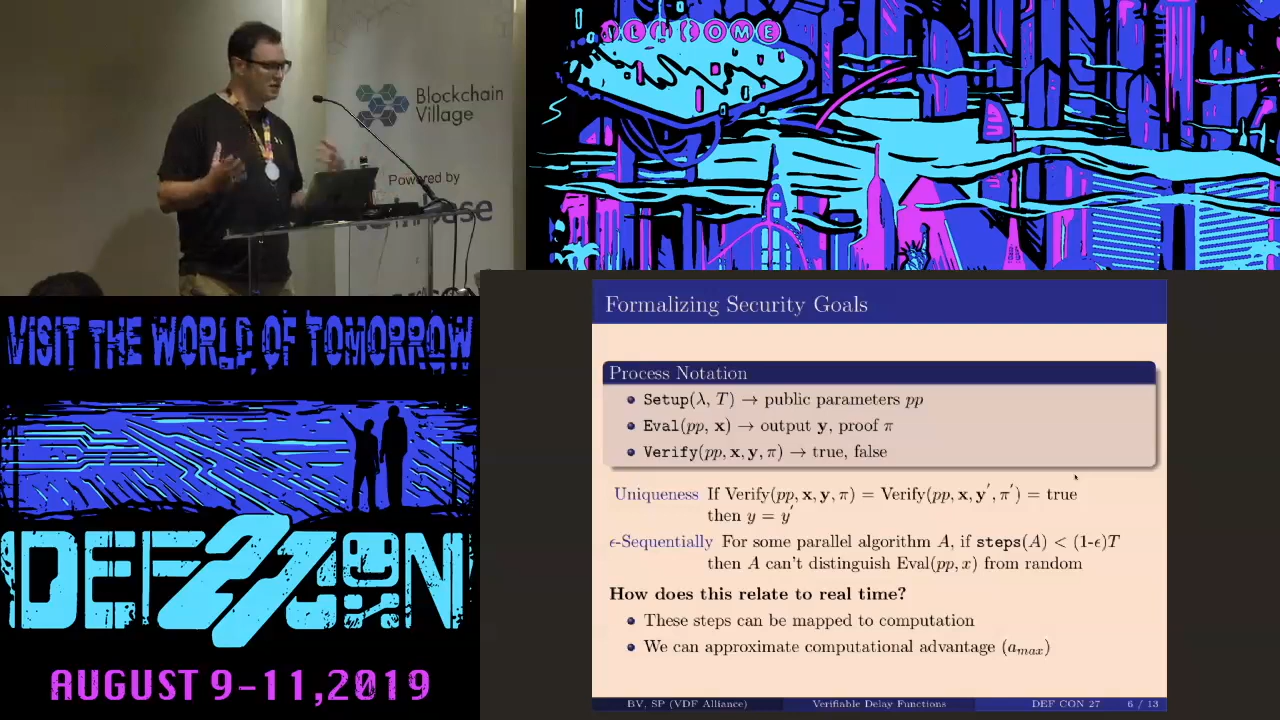 WELCOME
Blockchain
Village
Powered by
VISIT THE WORLD OF TOMORROW
DEF CON
27
AUGUST 9-11,2019
Formalizing Security Goals
Process Notation
Setup(λ, T) → public parameters pp
Eval(pp, x) → output y, proof π
Verify(pp, x, y, π) → true, false
Uniqueness If Verify(pp, x, y, π) = Verify(pp, x, y′, π′) = true
then y = y′
ϵ-Sequentially For some parallel algorithm A, if steps(A) < (1-ϵ)T
then A can't distinguish Eval(pp, x) from random
How does this relate to real time?
These steps can be mapped to computation
We can approximate computational advantage (a_max)
BV, SP (VDF Alliance) Verifiable Delay Functions DEF CON 27 6 / 13